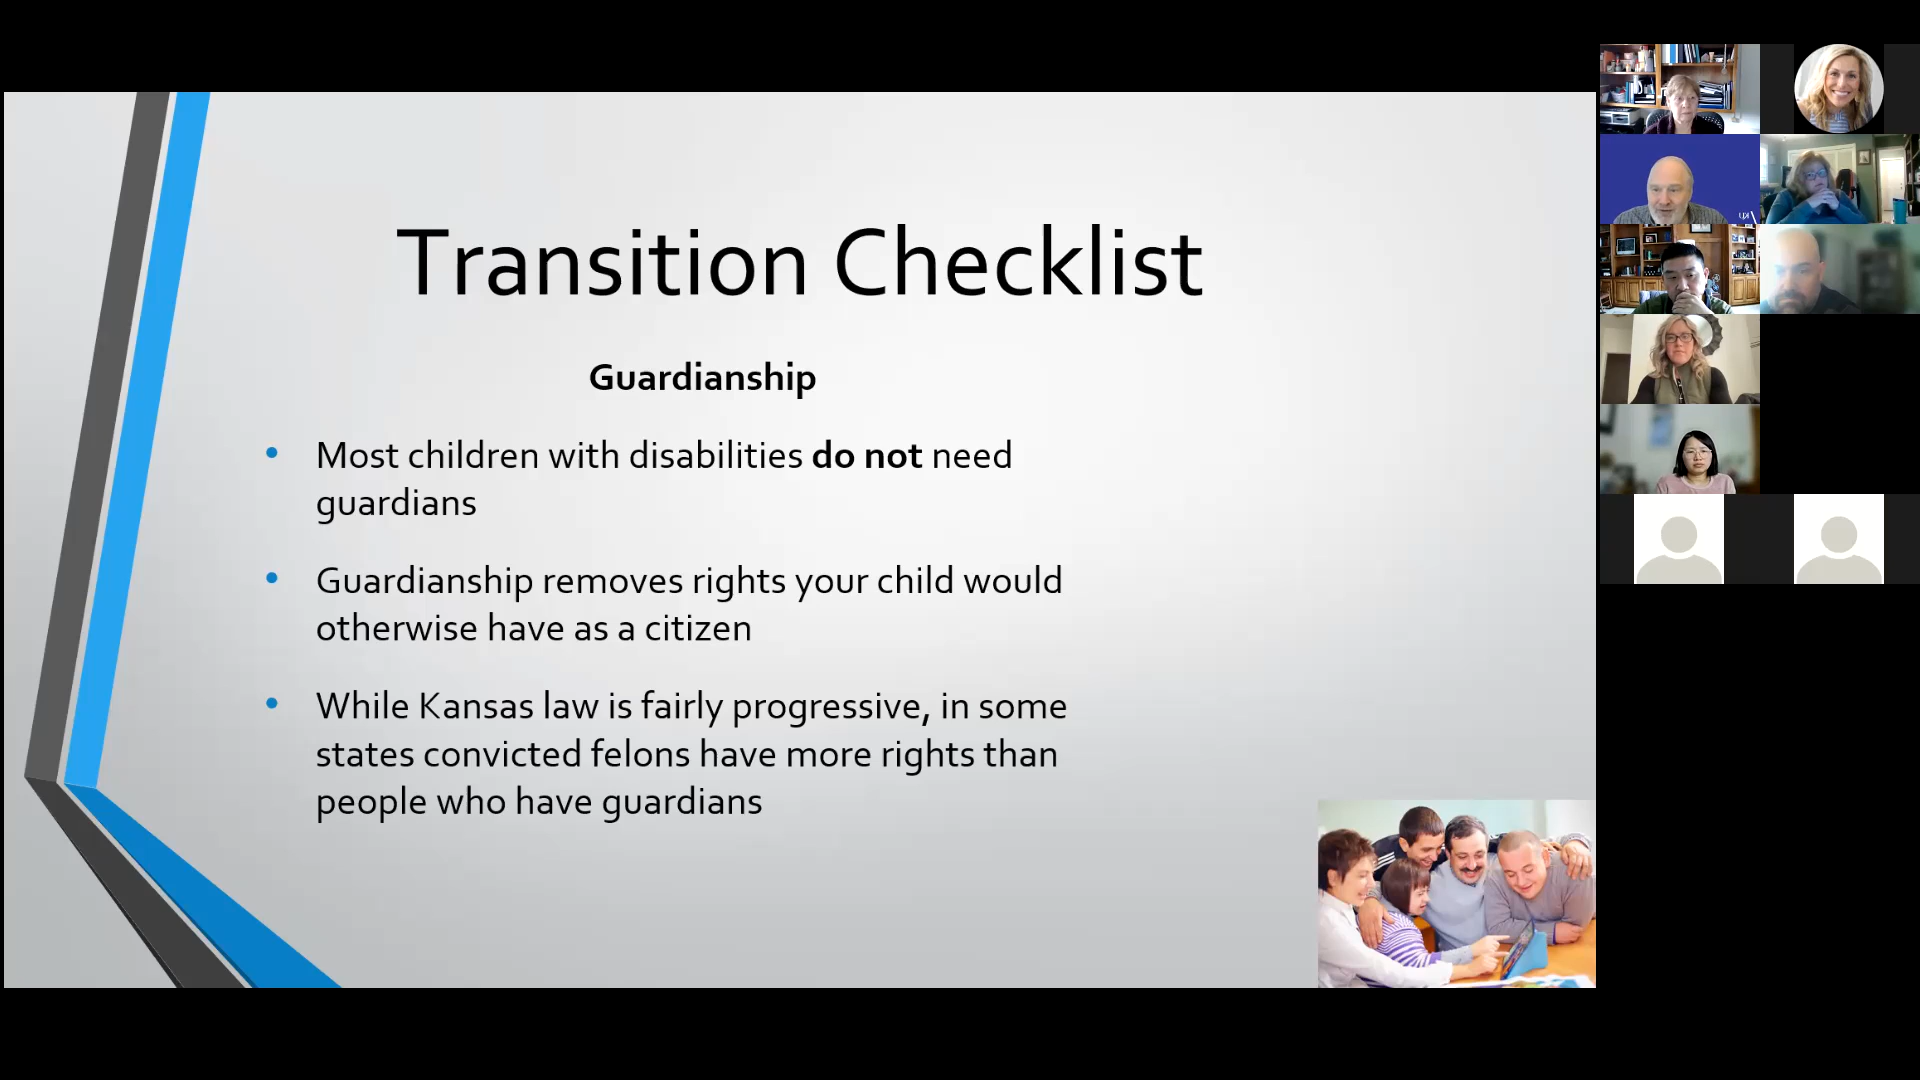 Transition Checklist
Guardianship
• Most children with disabilities do not need
guardians
• Guardianship removes rights your child would
otherwise have as a citizen
• While Kansas law is fairly progressive, in some
states convicted felons have more rights than
people who have guardians